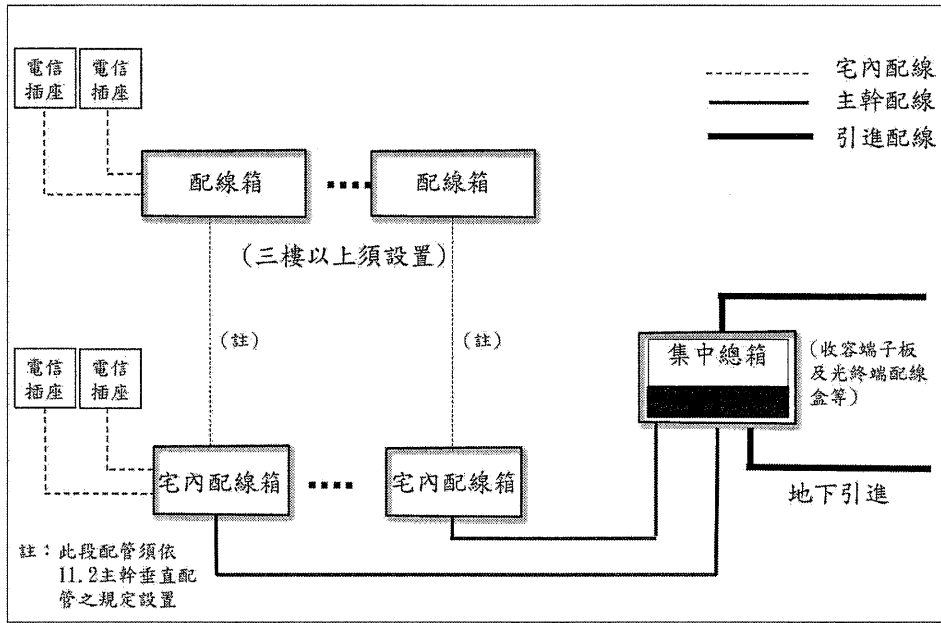 電信
插座
電信
插座
宅內配線
主幹配線
引進配線
配線箱
配線箱
(三樓以上須設置)
(註)
(註)
電信
插座
電信
插座
集中總箱
(收容端子板
及光終端配線
盒等)
宅內配線箱
宅內配線箱
地下引進
註：此段配管須依
11.2主幹垂直配
管之規定設置